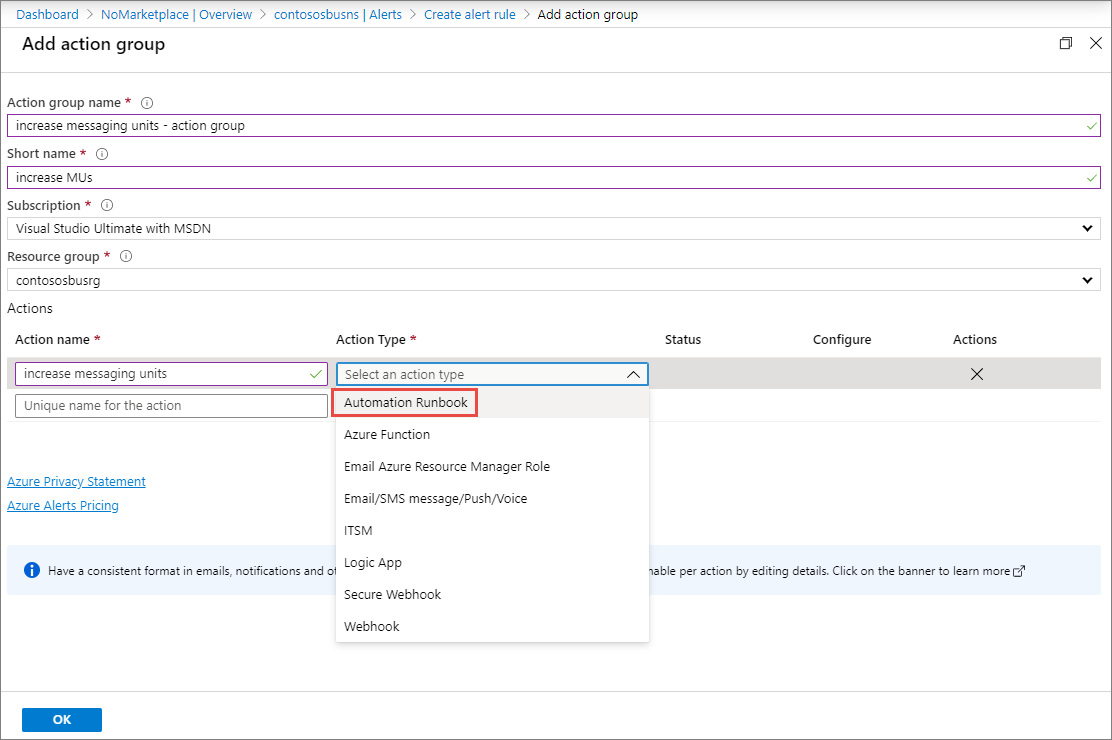 Dashboard > NoMarketplace | Overview > contososbusns | Alerts > Create alert rule > Add action group
Add action group
Action group name *
increase messaging units - action group
Short name *
increase MUs
Subscription *
Visual Studio Ultimate with MSDN
Resource group *
contososbusrg
Actions
Action name * Action Type * Status Configure Actions
increase messaging units Select an action type
Unique name for the action Automation Runbook
Azure Function
Email Azure Resource Manager Role
Azure Privacy Statement
Email/SMS message/Push/Voice
Azure Alerts Pricing
ITSM
Logic App
Have a consistent format in emails, notifications and nable per action by editing details. Click on the banner to learn more
Secure Webhook
Webhook
OK